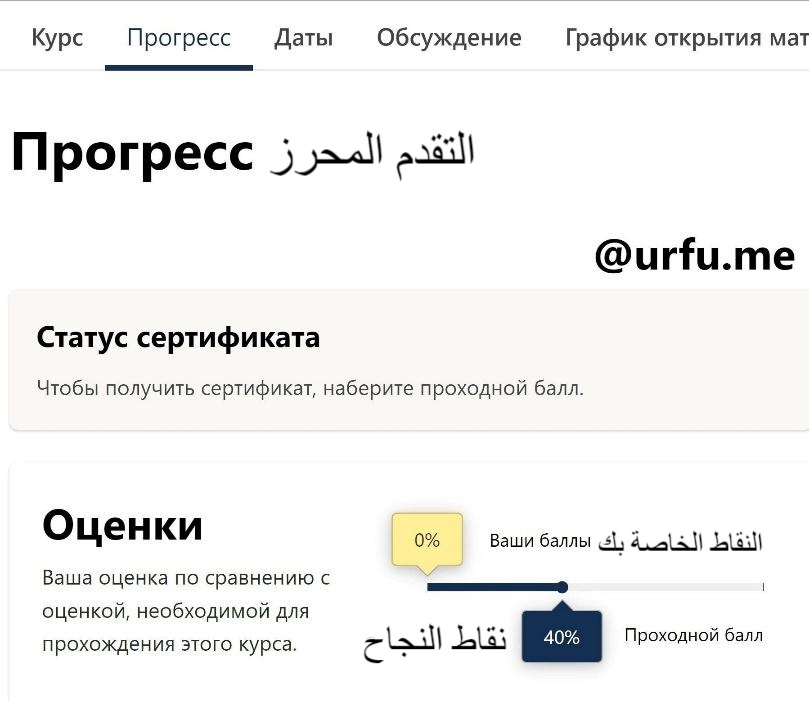 Курс Прогресс Даты Обсуждение График открытия мат
Прогресс التقدم المحرز
@urfu.me
Статус сертификата
Чтобы получить сертификат, наберите проходной балл.
Оценки
Ваша оценка по сравнению с
оценкой, необходимой для
прохождения этого курса.
0% Ваши баллы النقاط الخاصة بك
نقاط النجاح 40% Проходной балл